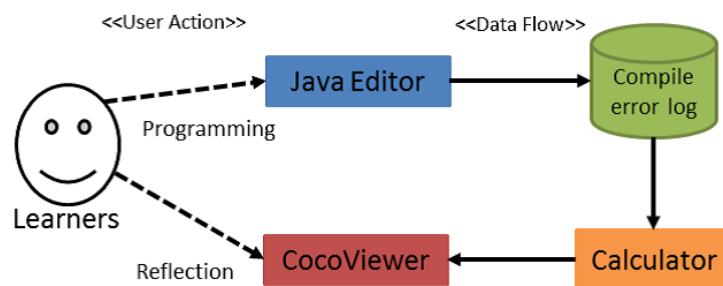 <<User Action>>
<<Data Flow>>
Java Editor
Compile
error log
Programming
Learners
Reflection
CocoViewer
Calculator